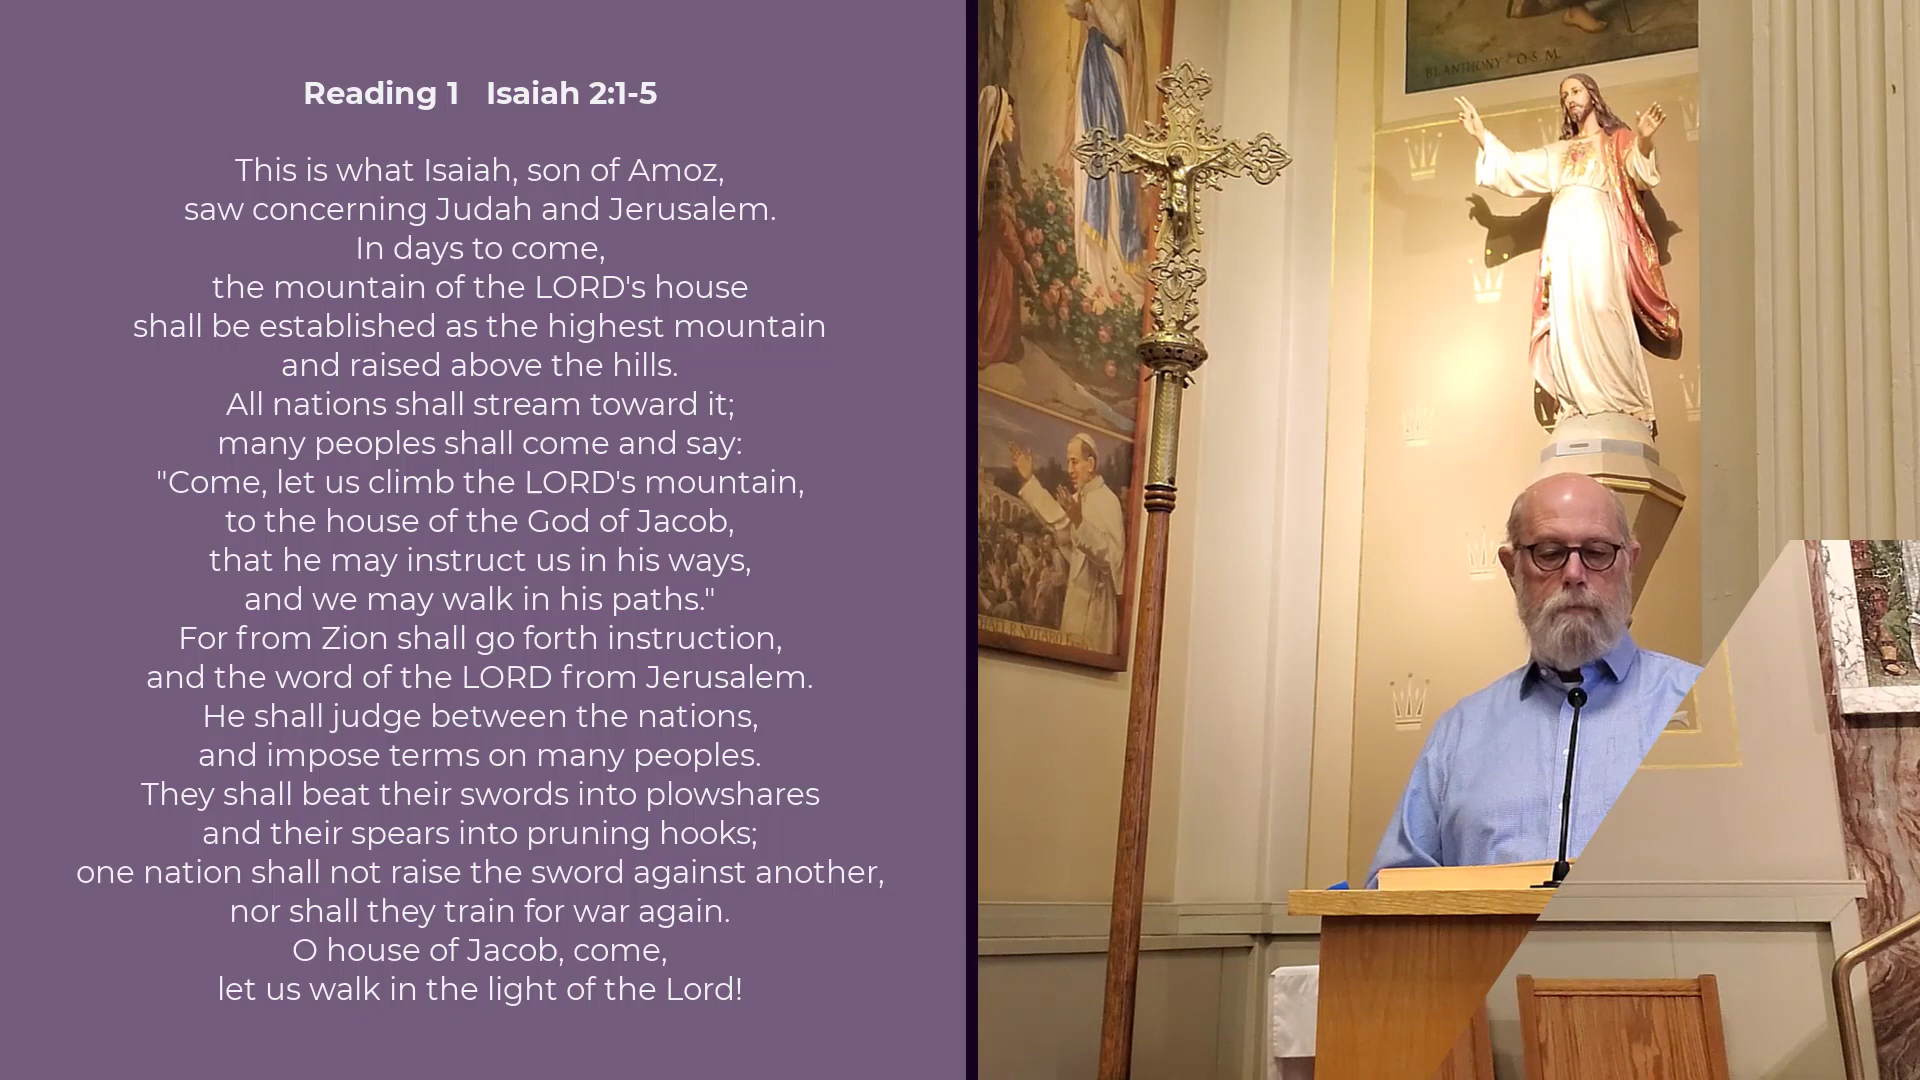 Reading 1 Isaiah 2:1-5
This is what Isaiah, son of Amoz,
saw concerning Judah and Jerusalem.
In days to come,
the mountain of the LORD's house
shall be established as the highest mountain
and raised above the hills.
All nations shall stream toward it;
many peoples shall come and say:
"Come, let us climb the LORD's mountain,
to the house of the God of Jacob,
that he may instruct us in his ways,
and we may walk in his paths."
For from Zion shall go forth instruction,
and the word of the LORD from Jerusalem.
He shall judge between the nations,
and impose terms on many peoples.
They shall beat their swords into plowshares
and their spears into pruning hooks;
one nation shall not raise the sword against another,
nor shall they train for war again.
O house of Jacob, come,
let us walk in the light of the Lord!
BL ANTHONY O.S.M.